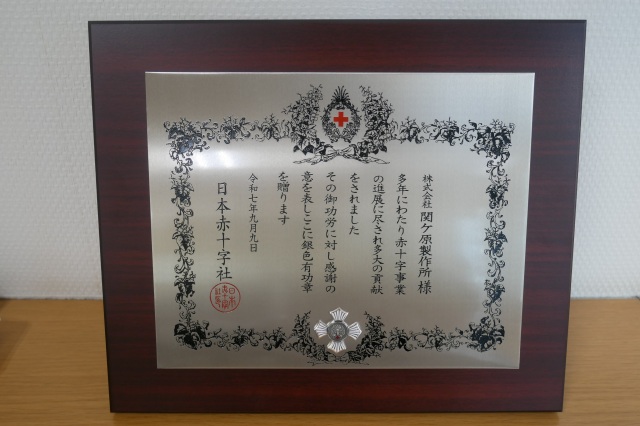 株式会社 関ケ原製作所 様
多年にわたり赤十字事業
の進展に尽され多大の貢献
をされました
その御功労に対し感謝の
意を表しここに銀色有功章
を贈ります
令和七年九月九日
日本赤十字社